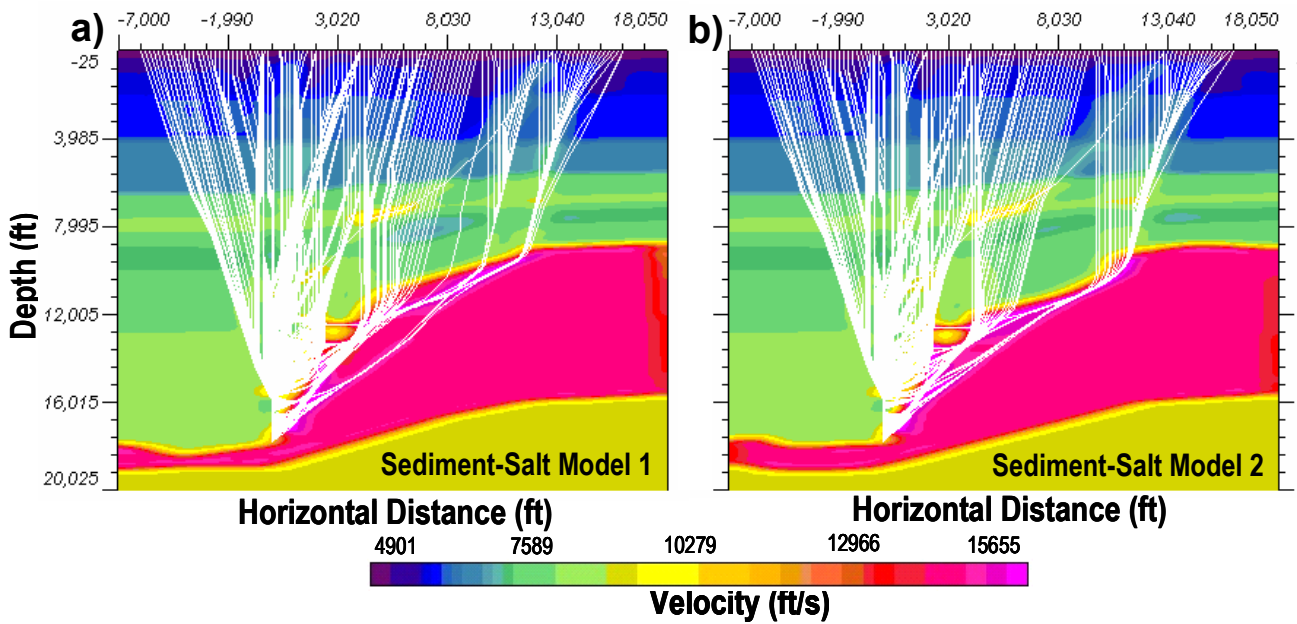 a)
-7,000 -1,990 3,020 8,030 13,040 18,050
b)
-7,000 -1,990 3,020 8,030 13,040 18,050
-25
3,985
7,995
12,005
16,015
20,025
Depth (ft)
Sediment-Salt Model 1
Sediment-Salt Model 2
Horizontal Distance (ft)
Horizontal Distance (ft)
4901 7589 10279 12966 15655
Velocity (ft/s)